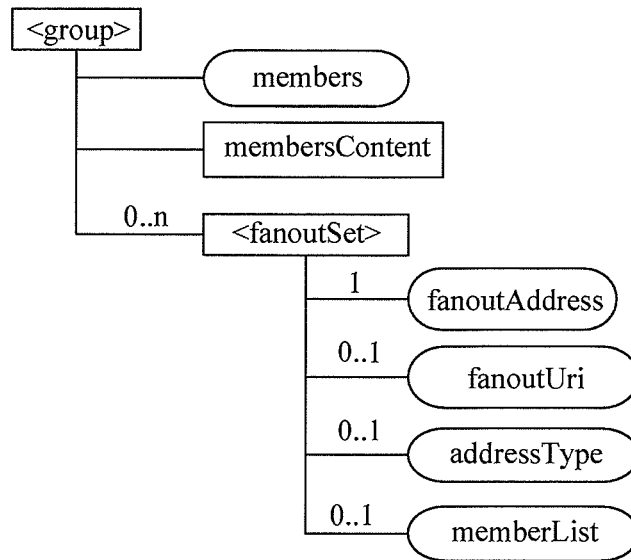 <group>
members
membersContent
0..n
<fanoutSet>
1
fanoutAddress
0..1
fanoutUri
0..1
addressType
0..1
memberList